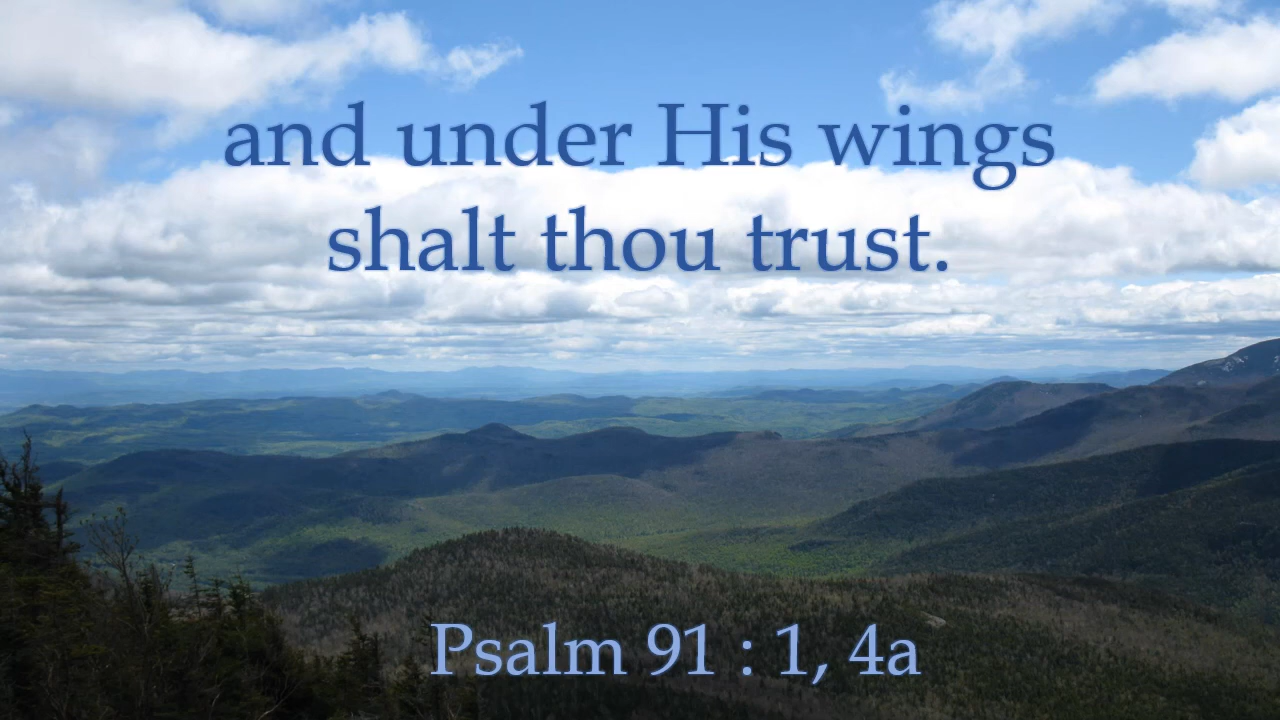 and under His wings
shalt thou trust.
Psalm 91 : 1, 4a